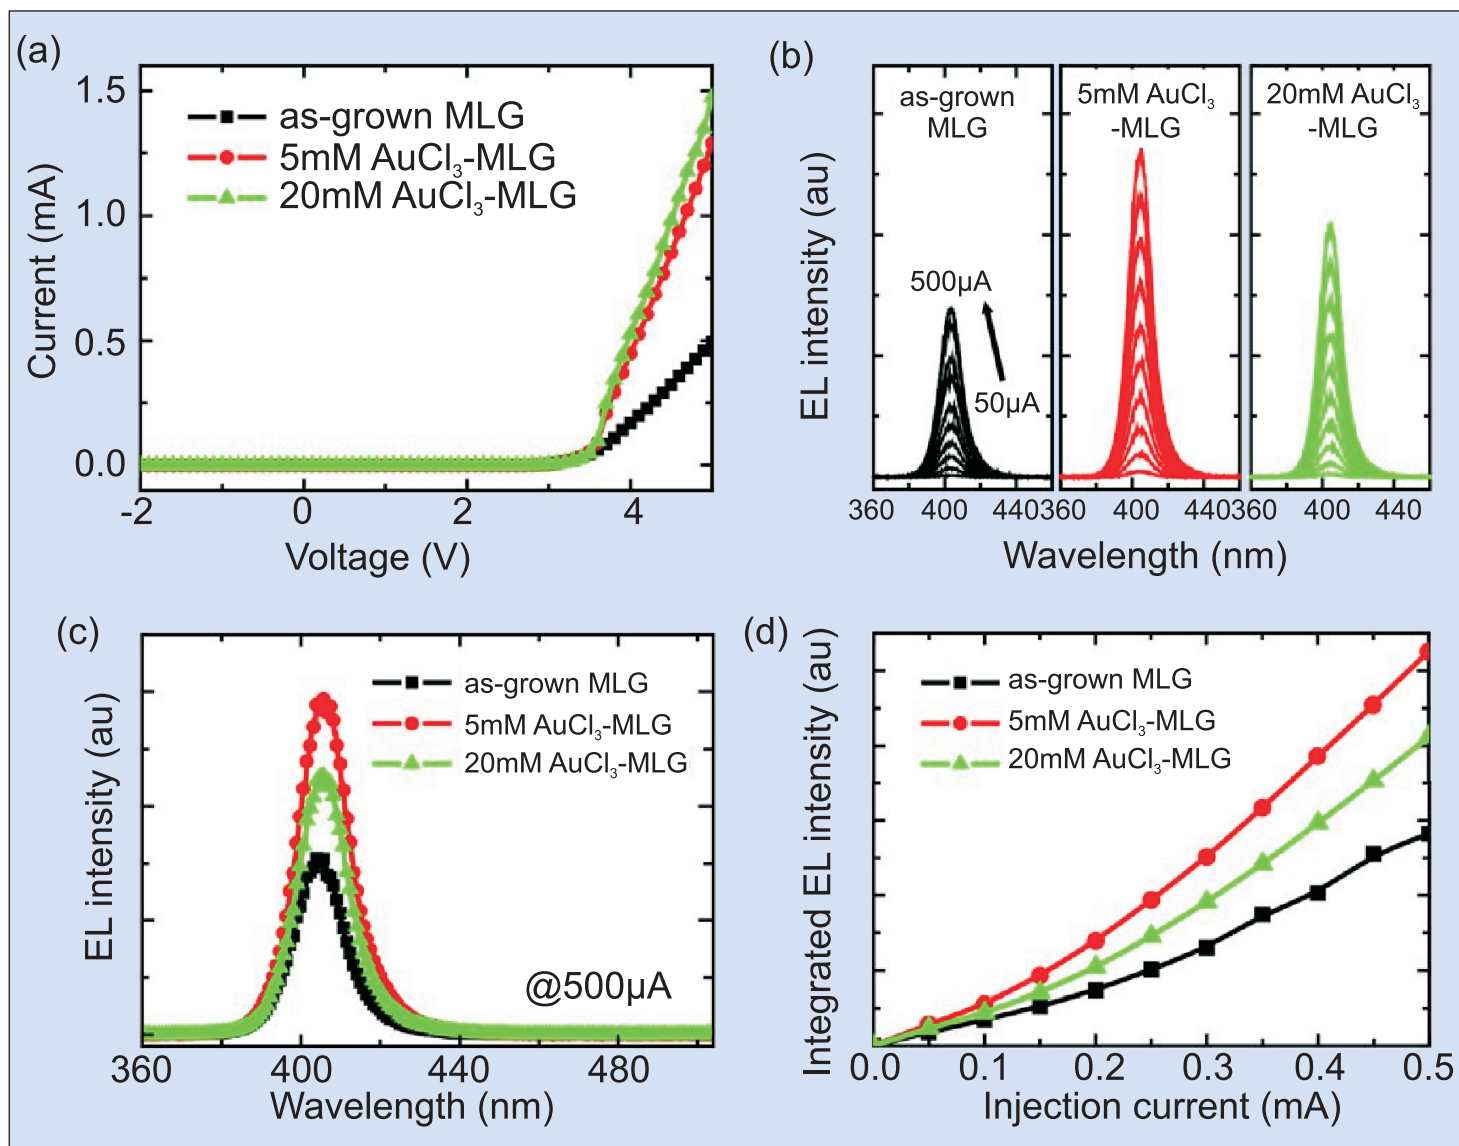 (a)
1.5
1.0
0.5
0.0
Current (mA)
as-grown MLG
5mM AuCl₃-MLG
20mM AuCl₃-MLG
-2
0
2
4
Voltage (V)
(b)
EL intensity (au)
as-grown
MLG
500µA
50µA
5mM AuCl₃
-MLG
20mM AuCl₃
-MLG
360
400
440
360
400
440
360
400
440
Wavelength (nm)
(c)
EL intensity (au)
as-grown MLG
5mM AuCl₃-MLG
20mM AuCl₃-MLG
@500µA
360
400
440
480
Wavelength (nm)
(d)
Integrated EL intensity (au)
as-grown MLG
5mM AuCl₃-MLG
20mM AuCl₃-MLG
0.0
0.1
0.2
0.3
0.4
0.5
Injection current (mA)